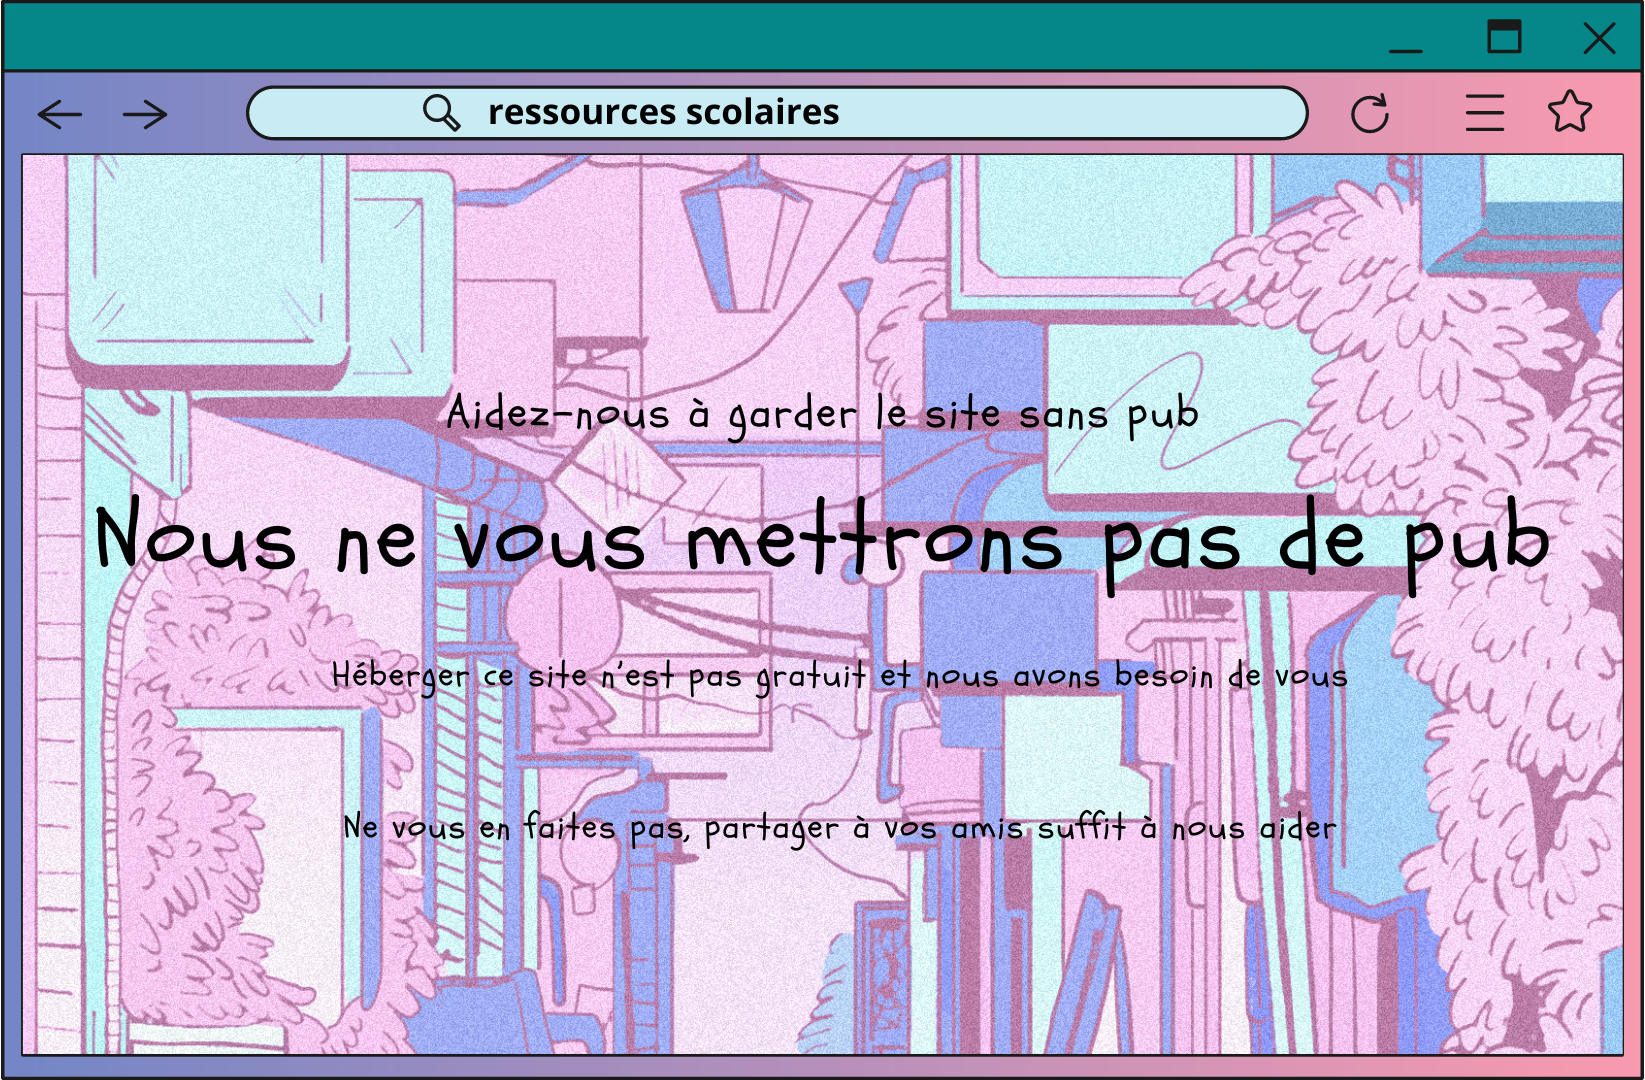 ressources scolaires
Aidez-nous à garder le site sans pub
Nous ne vous mettrons pas de pub
Héberger ce site n'est pas gratuit et nous avons besoin de vous
Ne vous en faites pas, partager à vos amis suffit à nous aider